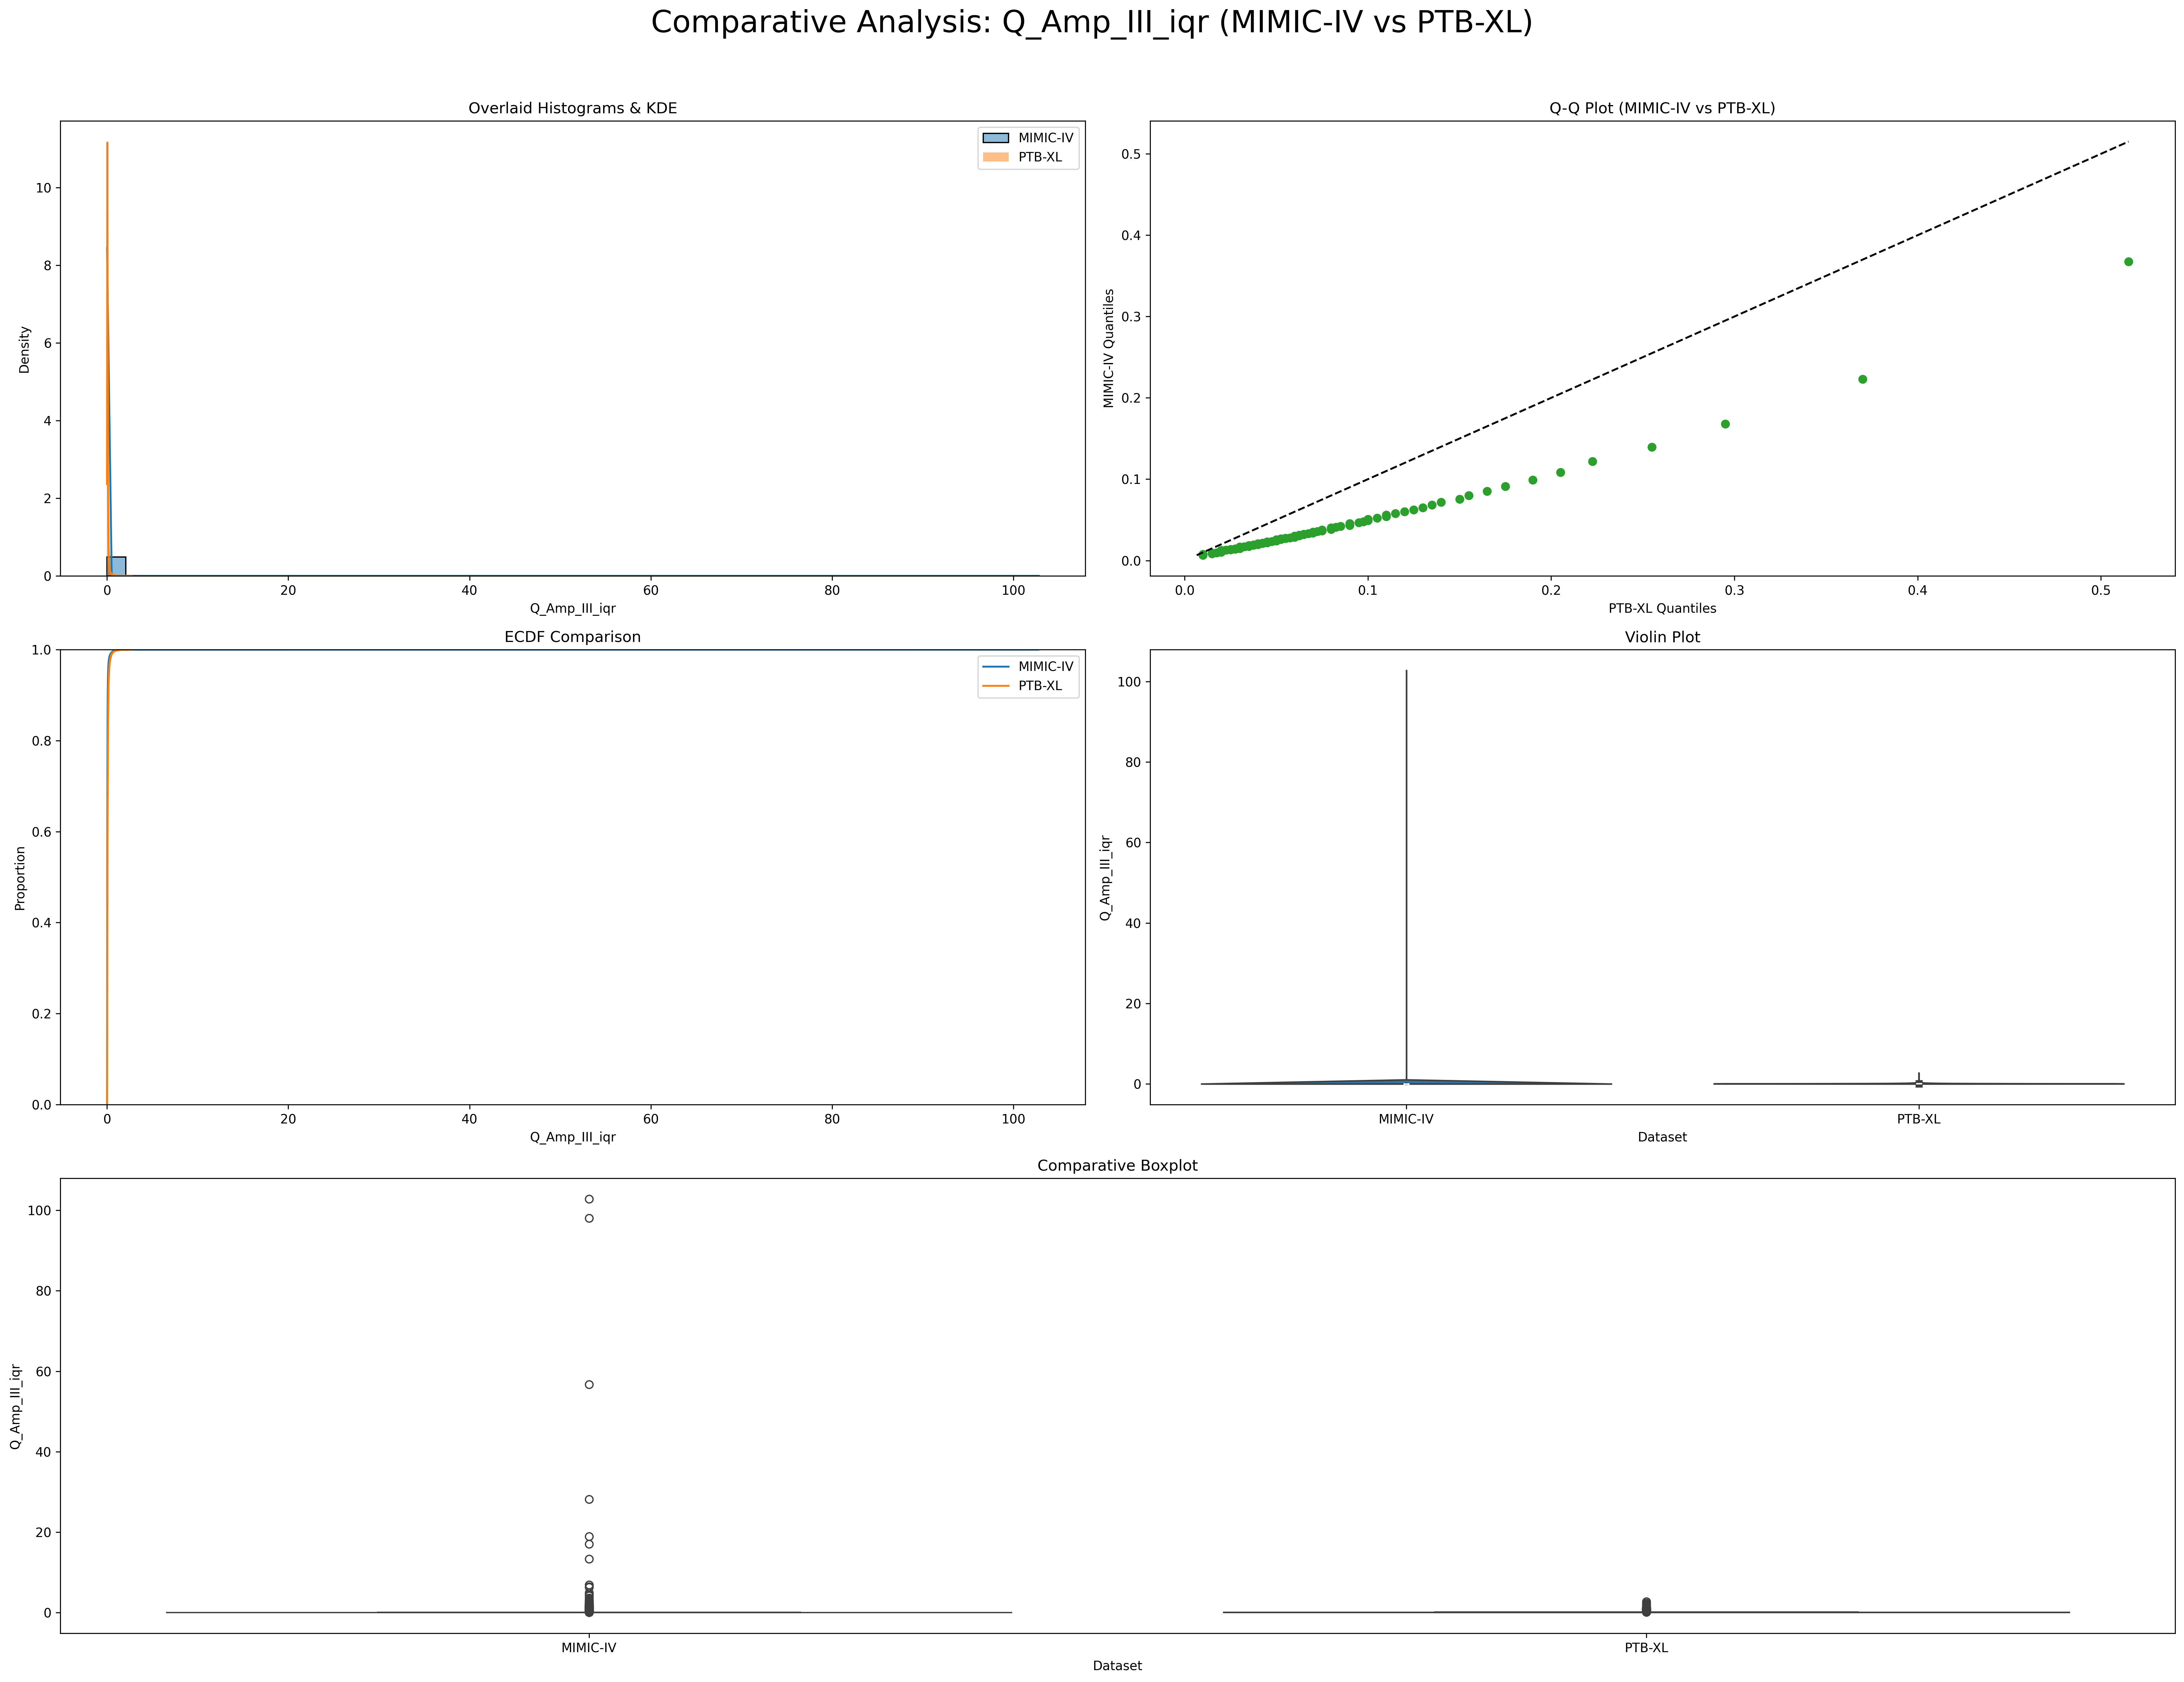 Comparative Analysis: Q_Amp_III_iqr (MIMIC-IV vs PTB-XL)
Overlaid Histograms & KDE
Density
10
8
6
4
2
0
0 20 40 60 80 100
Q_Amp_III_iqr
MIMIC-IV
PTB-XL
Q-Q Plot (MIMIC-IV vs PTB-XL)
MIMIC-IV Quantiles
0.5
0.4
0.3
0.2
0.1
0.0
0.0 0.1 0.2 0.3 0.4 0.5
PTB-XL Quantiles
ECDF Comparison
Proportion
1.0
0.8
0.6
0.4
0.2
0.0
0 20 40 60 80 100
Q_Amp_III_iqr
MIMIC-IV
PTB-XL
Violin Plot
Q_Amp_III_iqr
100
80
60
40
20
0
MIMIC-IV PTB-XL
Dataset
Comparative Boxplot
Q_Amp_III_iqr
100
80
60
40
20
0
MIMIC-IV PTB-XL
Dataset